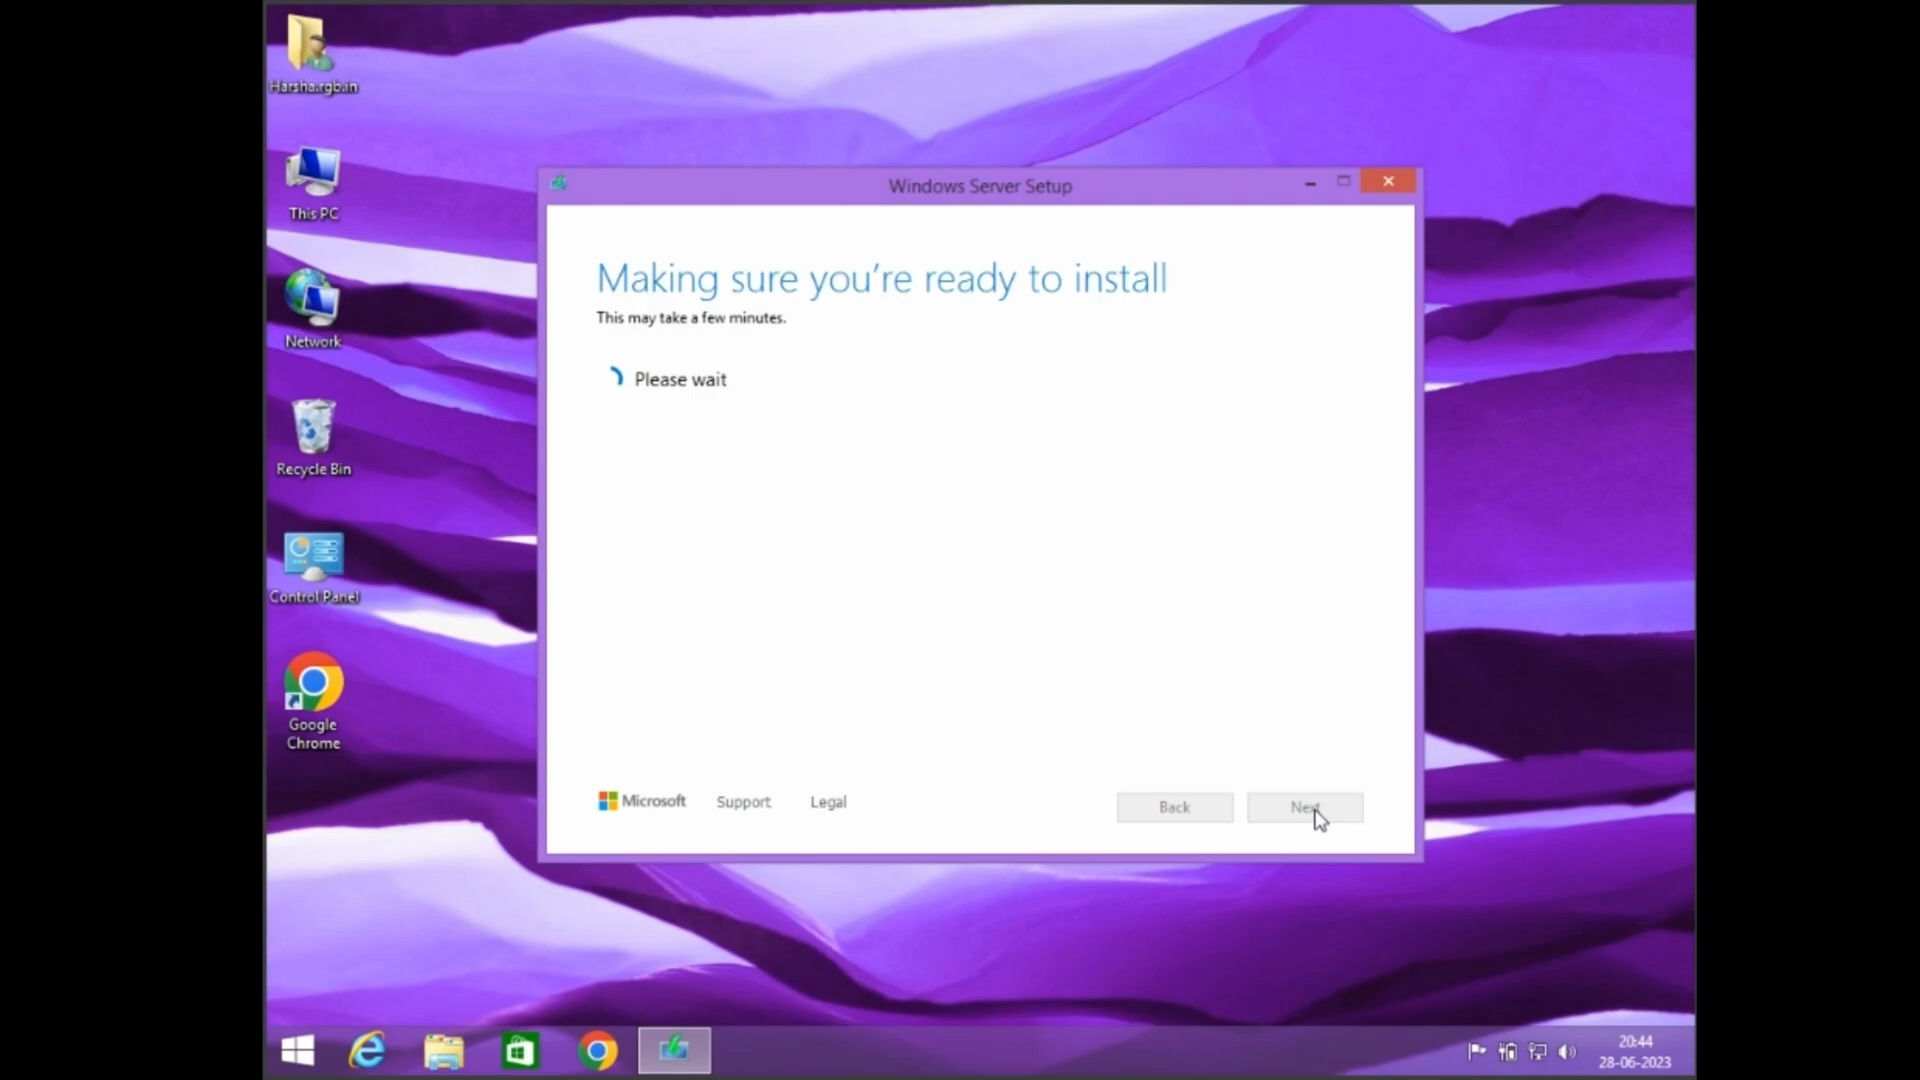 Harsha.rgb.in
This PC
Network
Recycle Bin
Control Panel
Google
Chrome
Windows Server Setup
Making sure you're ready to install
This may take a few minutes.
Please wait
Microsoft
Support
Legal
Back
Next
20:44
28-06-2023